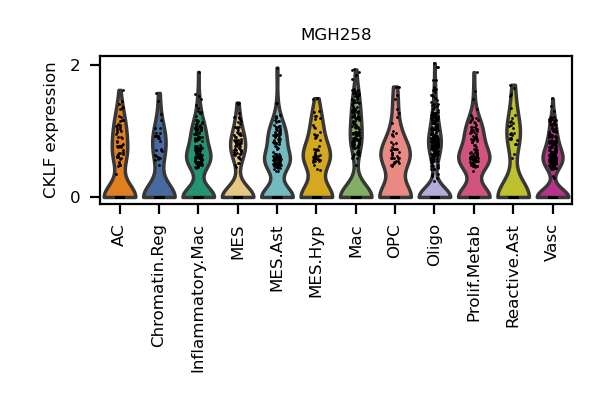 MGH258
CKLF expression
2
0
AC
Chromatin.Reg
Inflammatory.Mac
MES
MES.Ast
MES.Hyp
Mac
OPC
Oligo
Prolif.Metab
Reactive.Ast
Vasc